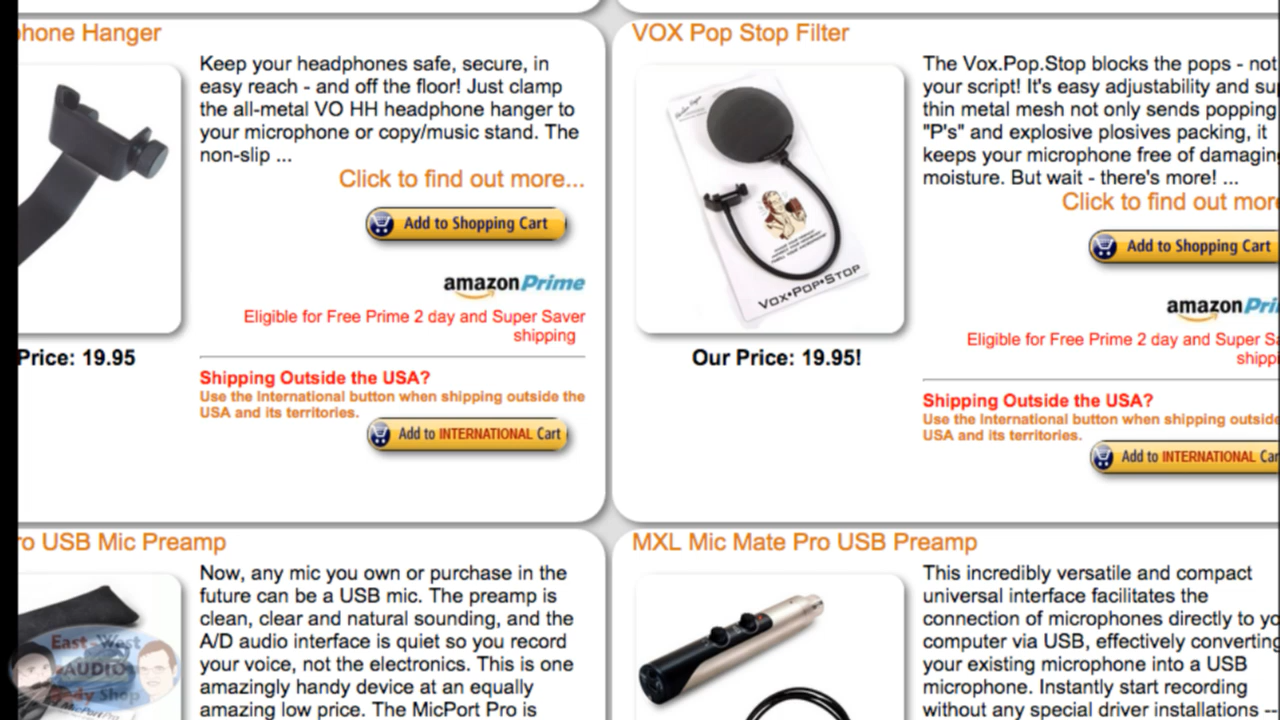 phone Hanger
Keep your headphones safe, secure, in
easy reach - and off the floor! Just clamp
the all-metal VO HH headphone hanger to
your microphone or copy/music stand. The
non-slip ...
Click to find out more...
Add to Shopping Cart
amazonPrime
Eligible for Free Prime 2 day and Super Saver
shipping
Price: 19.95
Shipping Outside the USA?
Use the International button when shipping outside the
USA and its territories.
Add to INTERNATIONAL Cart
VOX Pop Stop Filter
The Vox.Pop.Stop blocks the pops - not
your script! It's easy adjustability and su
thin metal mesh not only sends popping
"P's" and explosive plosives packing, it
keeps your microphone free of damaging
moisture. But wait - there's more! ...
Click to find out more
Add to Shopping Cart
amazonPri
Eligible for Free Prime 2 day and Super Sa
shippi
Vox•Pop•Stop
Our Price: 19.95!
Shipping Outside the USA?
Use the International button when shipping outside
USA and its territories.
Add to INTERNATIONAL Car
ro USB Mic Preamp
Now, any mic you own or purchase in the
future can be a USB mic. The preamp is
clean, clear and natural sounding, and the
A/D audio interface is quiet so you record
your voice, not the electronics. This is one
amazingly handy device at an equally
amazing low price. The MicPort Pro is
East-West
AUDIO
Body Shop
MicPort Pro
MXL Mic Mate Pro USB Preamp
This incredibly versatile and compact
universal interface facilitates the
connection of microphones directly to yo
computer via USB, effectively converting
your existing microphone into a USB
microphone. Instantly start recording
without any special driver installations --